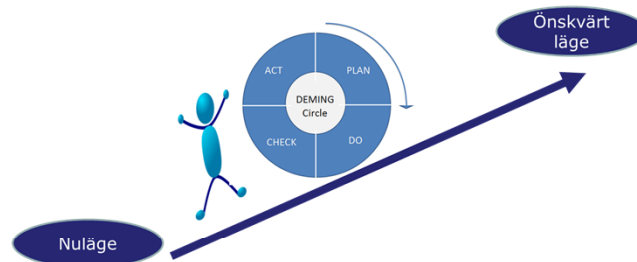 Önskvärt
läge
ACT
PLAN
DEMING
Circle
CHECK
DO
Nuläge